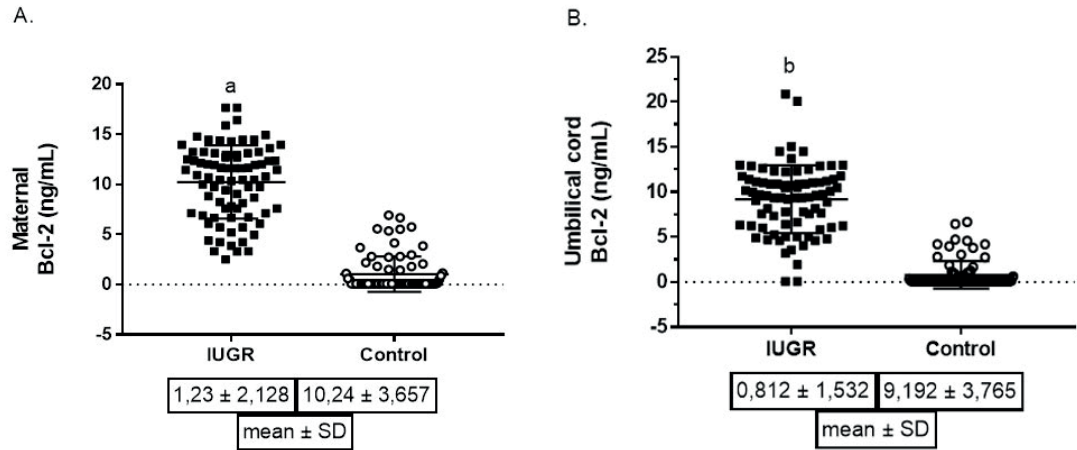 A.
Maternal
Bcl-2 (ng/mL)
20
15
10
5
0
-5
a
IUGR Control
1,23 ± 2,128 10,24 ± 3,657
mean ± SD
B.
Umbilical cord
Bcl-2 (ng/mL)
25
20
15
10
5
0
-5
b
IUGR Control
0,812 ± 1,532 9,192 ± 3,765
mean ± SD